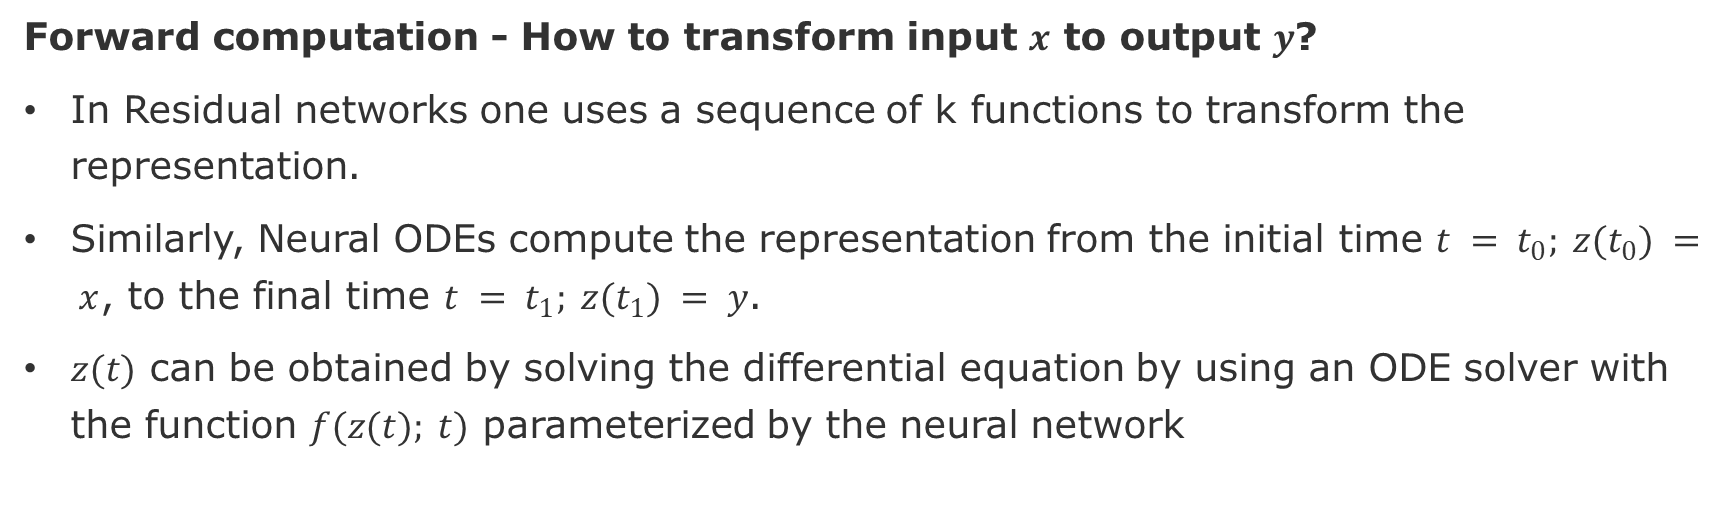 Forward computation - How to transform input x to output y?
• In Residual networks one uses a sequence of k functions to transform the
representation.
• Similarly, Neural ODEs compute the representation from the initial time t = t₀; z(t₀) =
x, to the final time t = t₁; z(t₁) = y.
• z(t) can be obtained by solving the differential equation by using an ODE solver with
the function f(z(t); t) parameterized by the neural network